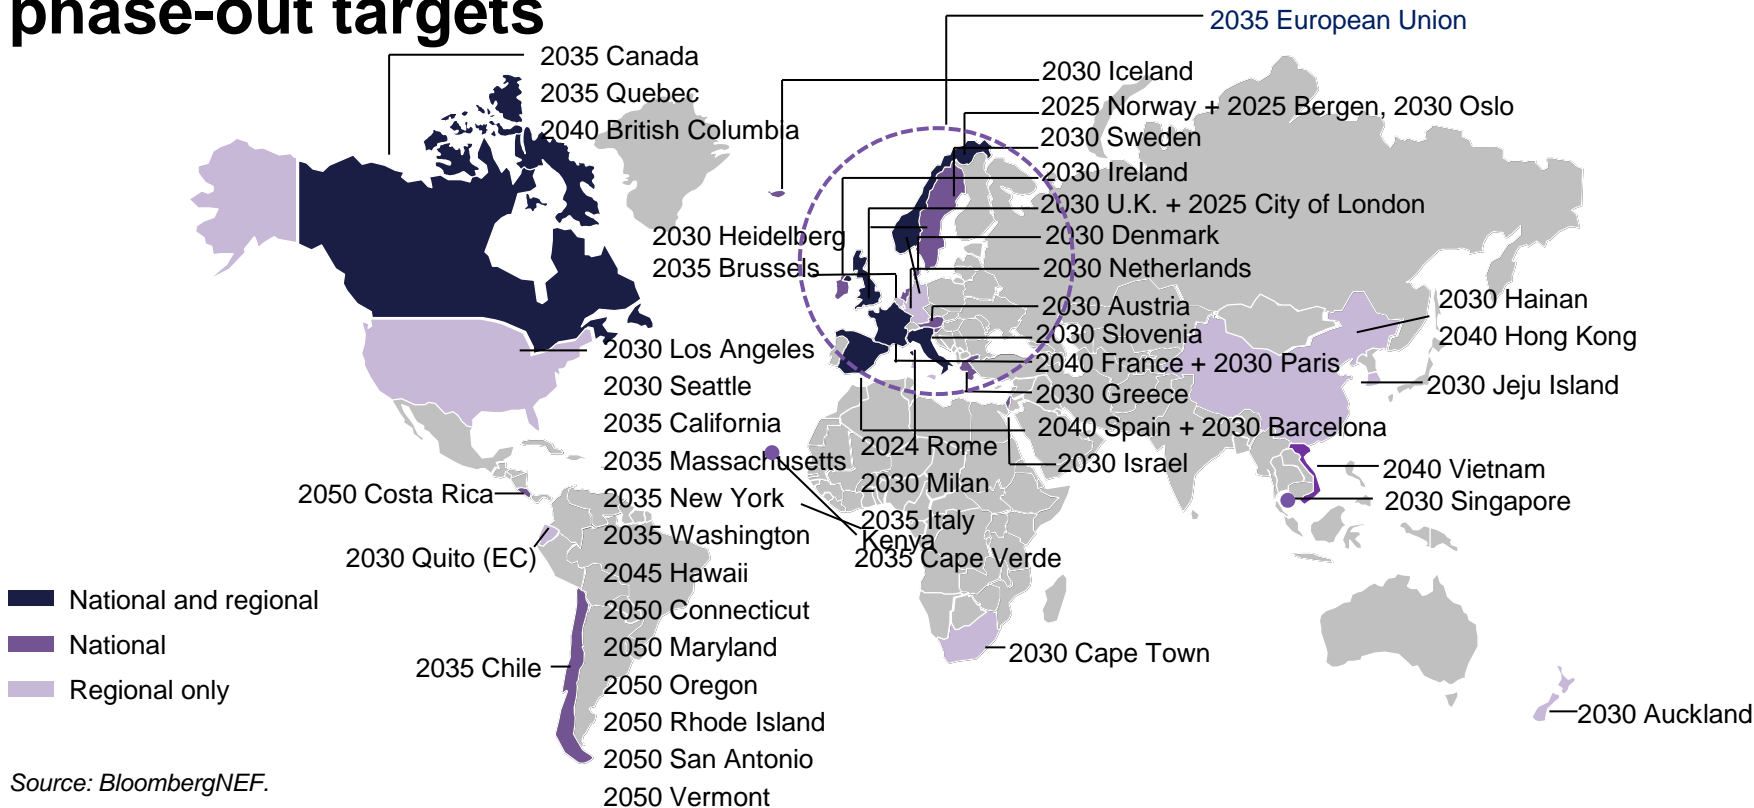 phase-out targets
2035 European Union
2035 Canada
2035 Quebec
2040 British Columbia
2030 Iceland
2025 Norway + 2025 Bergen, 2030 Oslo
2030 Sweden
2030 Ireland
2030 U.K. + 2025 City of London
2030 Heidelberg
2030 Denmark
2035 Brussels
2030 Netherlands
2030 Austria
2030 Slovenia
2040 France + 2030 Paris
2030 Greece
2040 Spain + 2030 Barcelona
2030 Israel
2030 Hainan
2040 Hong Kong
2030 Jeju Island
2040 Vietnam
2030 Singapore
2030 Los Angeles
2030 Seattle
2035 California
2035 Massachusetts
2035 New York
2035 Washington
2045 Hawaii
2050 Connecticut
2050 Maryland
2050 Oregon
2050 Rhode Island
2050 San Antonio
2050 Vermont
2024 Rome
2030 Milan
2035 Italy
Kenya
2035 Cape Verde
2050 Costa Rica
2030 Quito (EC)
2035 Chile
2030 Cape Town
2030 Auckland
National and regional
National
Regional only
Source: BloombergNEF.